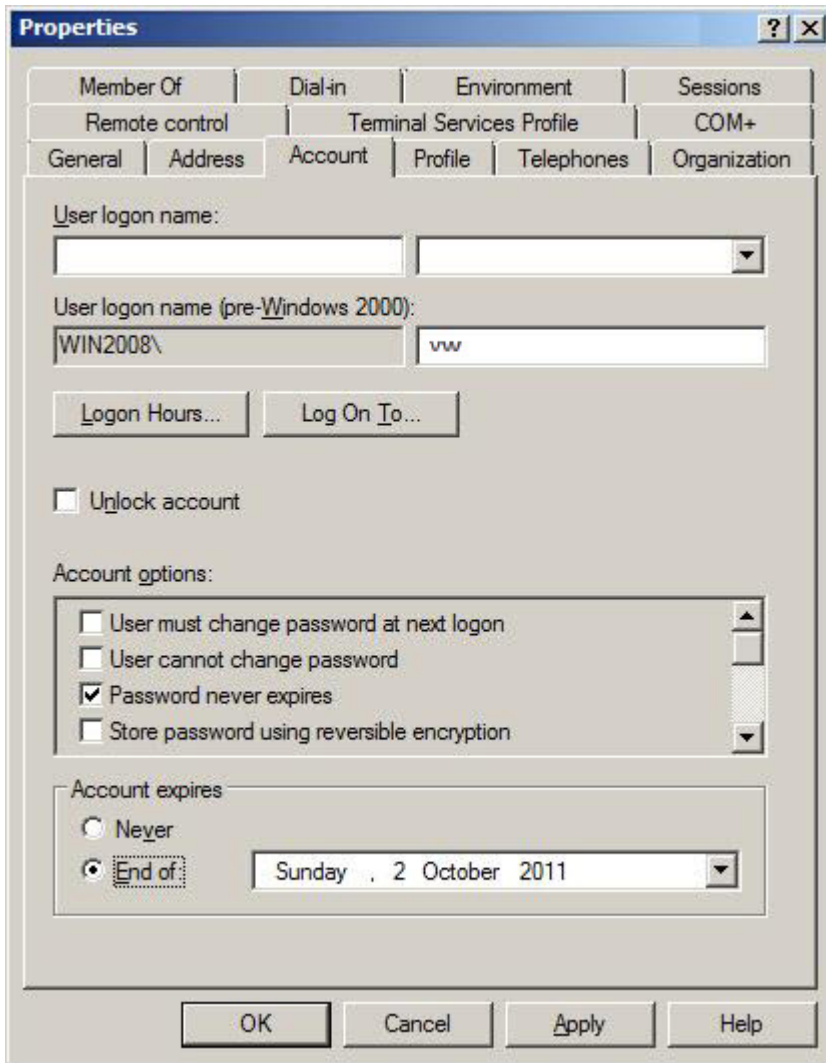 Properties
Member Of Dial-in Environment Sessions
Remote control Terminal Services Profile COM+
General Address Account Profile Telephones Organization
User logon name:
User logon name (pre-Windows 2000):
WIN2008\ vw
Logon Hours... Log On To...
Unlock account
Account options:
User must change password at next logon
User cannot change password
Password never expires
Store password using reversible encryption
Account expires
Never
End of: Sunday , 2 October 2011
OK Cancel Apply Help